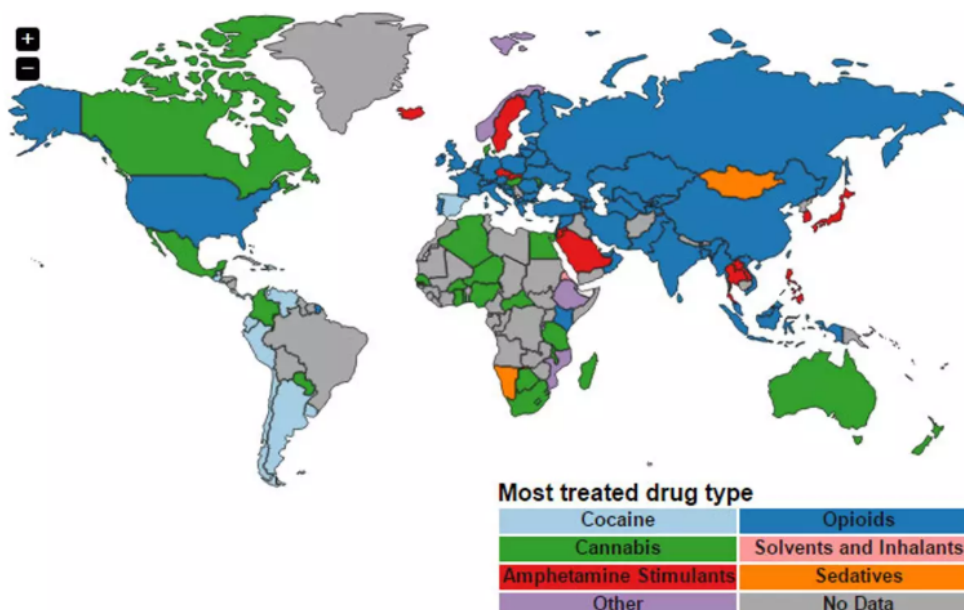 +
−
Most treated drug type
Cocaine Opioids
Cannabis Solvents and Inhalants
Amphetamine Stimulants Sedatives
Other No Data